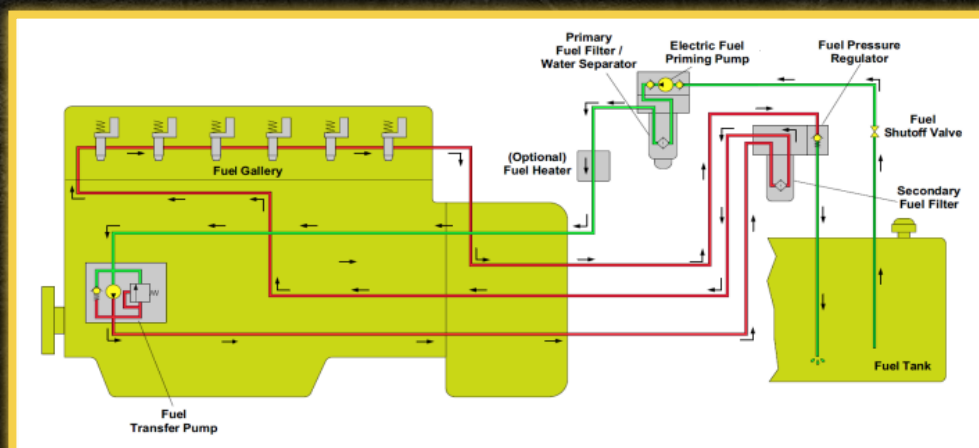 Primary
Fuel Filter /
Water Separator
Electric Fuel
Priming Pump
Fuel Pressure
Regulator
Fuel
Shutoff Valve
(Optional)
Fuel Heater
Fuel Gallery
Secondary
Fuel Filter
Fuel Tank
Fuel
Transfer Pump